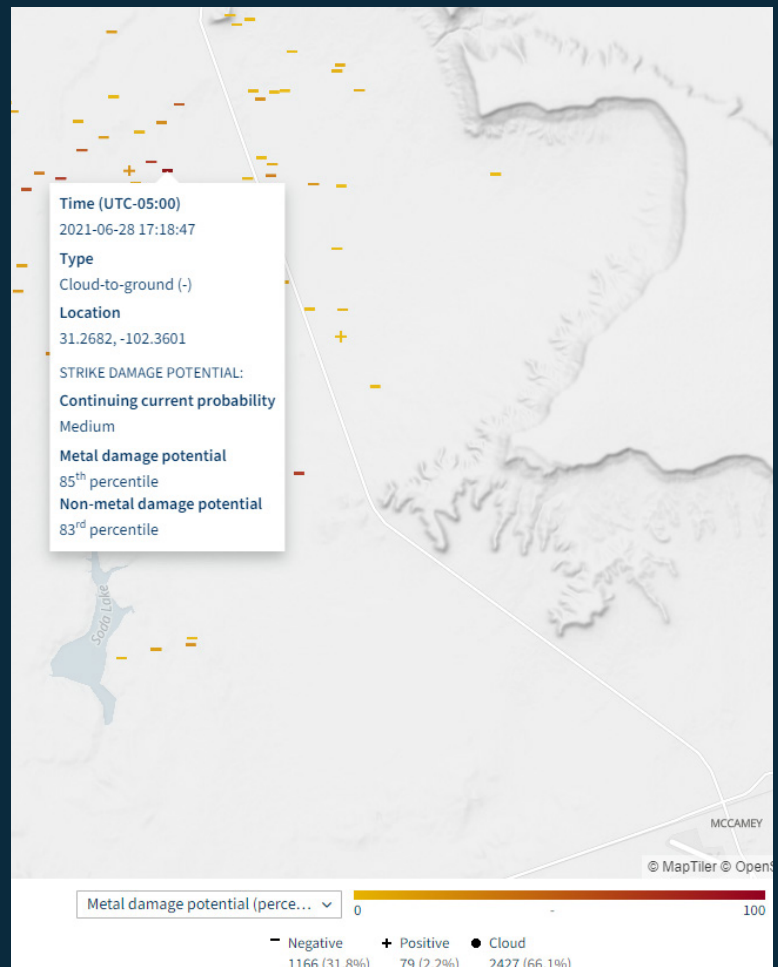 Time (UTC-05:00)
2021-06-28 17:18:47
Type
Cloud-to-ground (-)
Location
31.2682, -102.3601
STRIKE DAMAGE POTENTIAL:
Continuing current probability
Medium
Metal damage potential
85th percentile
Non-metal damage potential
83rd percentile
Soda Lake
MCCAMEY
© MapTiler © OpenS
Metal damage potential (perce...
0 - 100
Negative Positive Cloud
1166 (31.8%) 79 (2.2%) 2427 (66.1%)